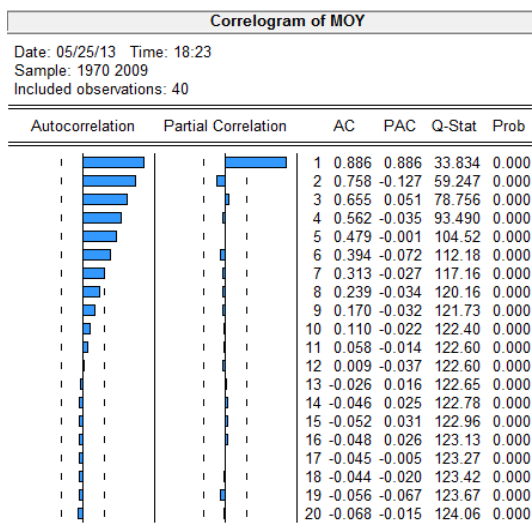 Correlogram of MOY
Date: 05/25/13 Time: 18:23
Sample: 1970 2009
Included observations: 40
Autocorrelation Partial Correlation AC PAC Q-Stat Prob
1 0.886 0.886 33.834 0.000
2 0.758 -0.127 59.247 0.000
3 0.655 0.051 78.756 0.000
4 0.562 -0.035 93.490 0.000
5 0.479 -0.001 104.52 0.000
6 0.394 -0.072 112.18 0.000
7 0.313 -0.027 117.16 0.000
8 0.239 -0.034 120.16 0.000
9 0.170 -0.032 121.73 0.000
10 0.110 -0.022 122.40 0.000
11 0.058 -0.014 122.60 0.000
12 0.009 -0.037 122.60 0.000
13 -0.026 0.016 122.65 0.000
14 -0.046 0.025 122.78 0.000
15 -0.052 0.031 122.96 0.000
16 -0.048 0.026 123.13 0.000
17 -0.045 -0.005 123.27 0.000
18 -0.044 -0.020 123.42 0.000
19 -0.056 -0.067 123.67 0.000
20 -0.068 -0.015 124.06 0.000